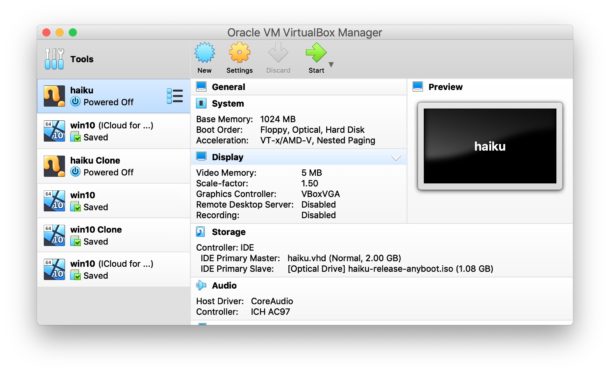 Oracle VM VirtualBox Manager
Tools
New
Settings
Discard
Start
haiku
Powered Off
win10 (ICloud for ...)
Saved
haiku Clone
Powered Off
win10
Saved
win10 Clone
Saved
win10 (ICloud for ...)
Saved
General
System
Base Memory: 1024 MB
Boot Order: Floppy, Optical, Hard Disk
Acceleration: VT-x/AMD-V, Nested Paging
Display
Video Memory: 5 MB
Scale-factor: 1.50
Graphics Controller: VBoxVGA
Remote Desktop Server: Disabled
Recording: Disabled
Storage
Controller: IDE
IDE Primary Master: haiku.vhd (Normal, 2.00 GB)
IDE Primary Slave: [Optical Drive] haiku-release-anyboot.iso (1.08 GB)
Audio
Host Driver: CoreAudio
Controller: ICH AC97
Preview
haiku